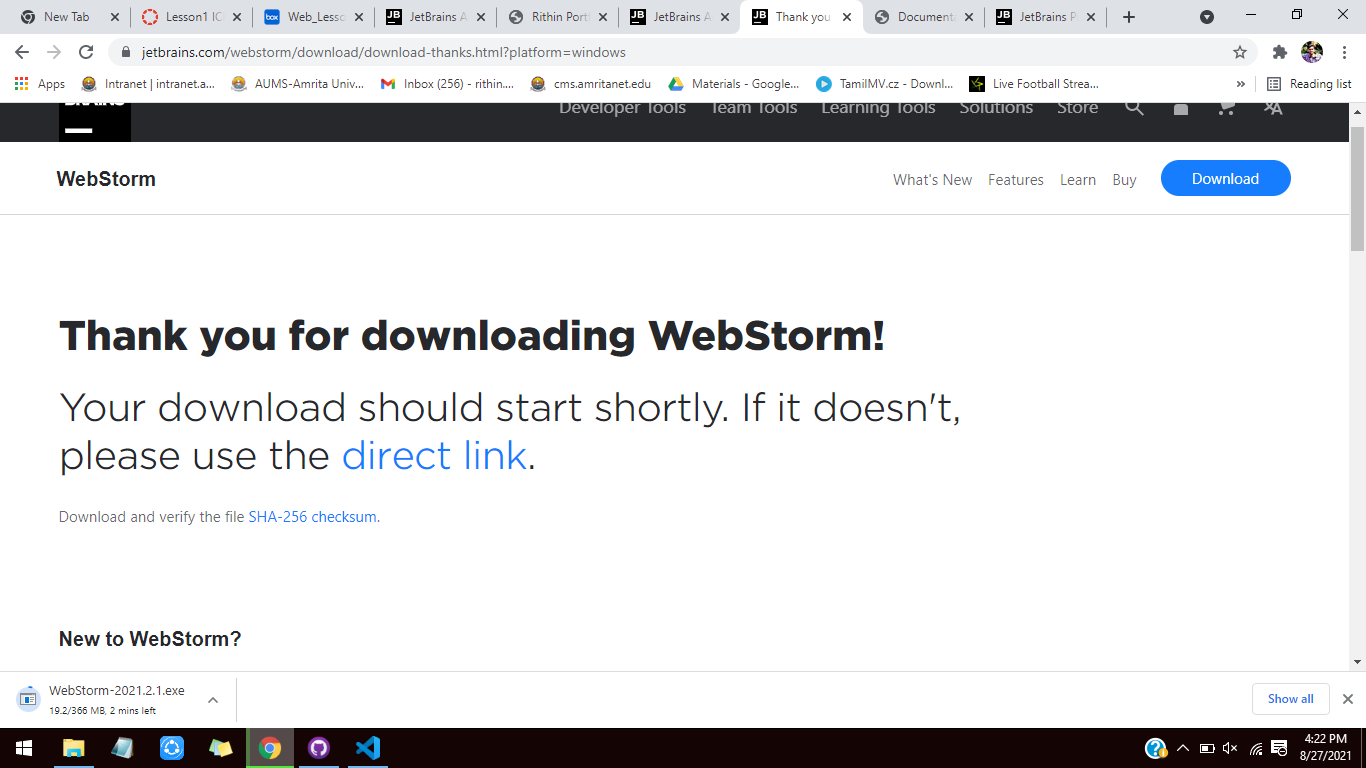 New Tab
Lesson1 IC
Web_Lesso
JetBrains A
Rithin Port
JetBrains A
Thank you
Documenta
JetBrains P
jetbrains.com/webstorm/download/download-thanks.html?platform=windows
Apps
Intranet | intranet.a...
AUMS-Amrita Univ...
Inbox (256) - rithin....
cms.amritanet.edu
Materials - Google...
TamilMV.cz - Downl...
Live Football Strea...
»
Reading list
BRAINS
Developer Tools
Team Tools
Learning Tools
Solutions
Store
WebStorm
What's New
Features
Learn
Buy
Download
Thank you for downloading WebStorm!
Your download should start shortly. If it doesn't,
please use the direct link.
Download and verify the file SHA-256 checksum.
New to WebStorm?
WebStorm-2021.2.1.exe
19.2/366 MB, 2 mins left
Show all
4:22 PM
8/27/2021